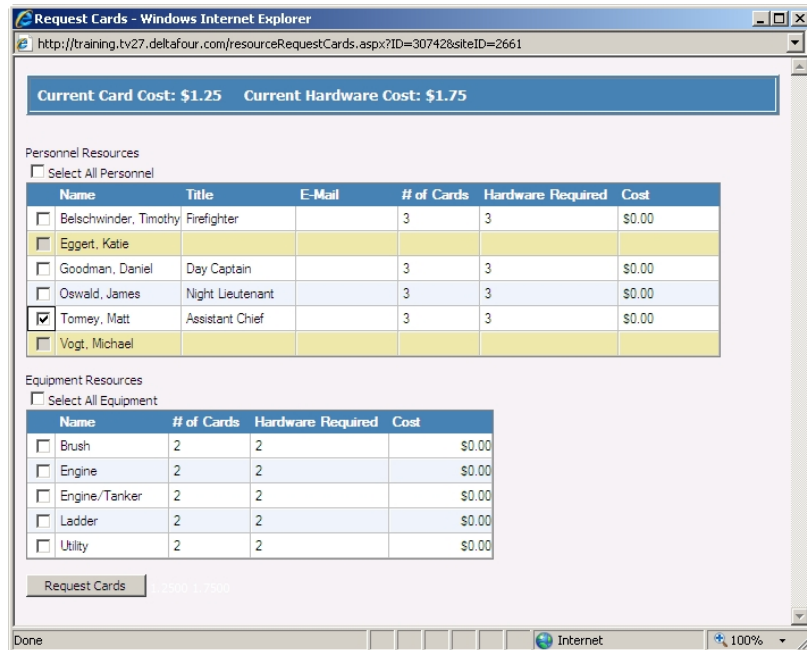 Request Cards - Windows Internet Explorer
http://training.tv27.deltafour.com/resourceRequestCards.aspx?ID=30742&siteID=2661
Current Card Cost: $1.25 Current Hardware Cost: $1.75
Personnel Resources
Select All Personnel
Name Title E-Mail # of Cards Hardware Required Cost
Belschwinder, Timothy Firefighter 3 3 $0.00
Eggert, Katie
Goodman, Daniel Day Captain 3 3 $0.00
Oswald, James Night Lieutenant 3 3 $0.00
Tormey, Matt Assistant Chief 3 3 $0.00
Vogt, Michael
Equipment Resources
Select All Equipment
Name # of Cards Hardware Required Cost
Brush 2 2 $0.00
Engine 2 2 $0.00
Engine/Tanker 2 2 $0.00
Ladder 2 2 $0.00
Utility 2 2 $0.00
Request Cards 1.2500 1.7500
Done Internet 100%